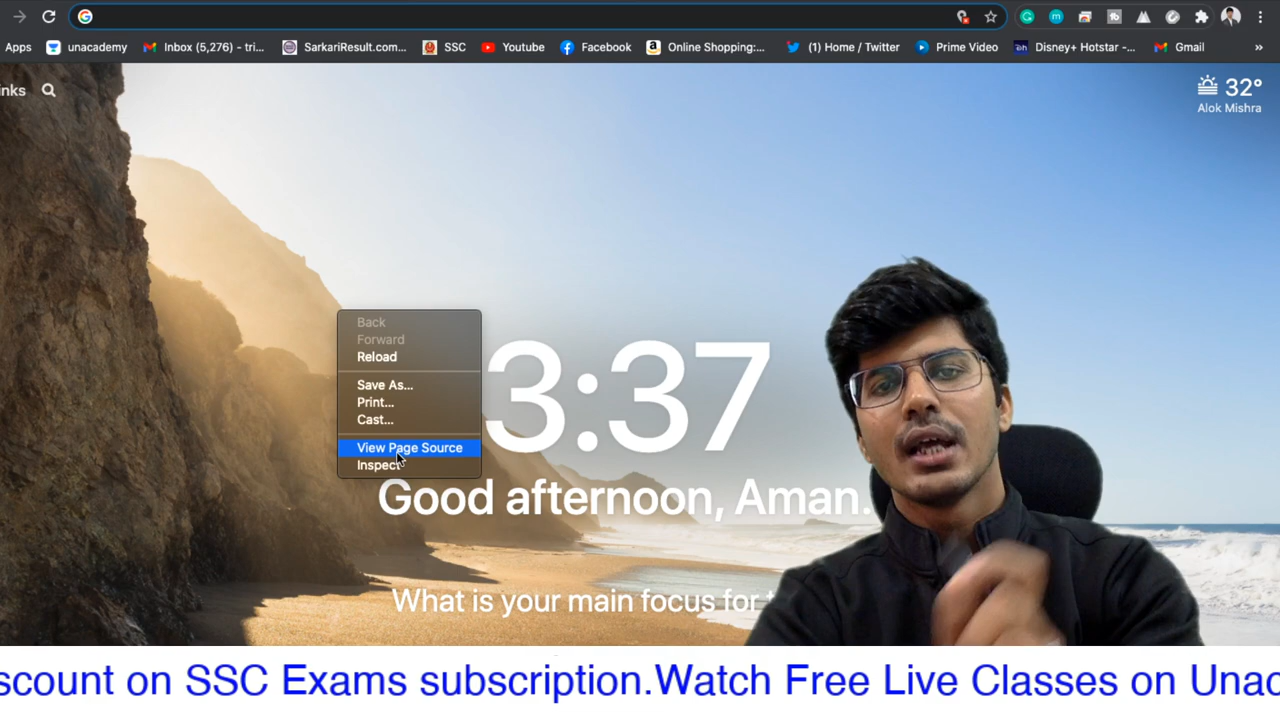 Apps unacademy Inbox (5,276) - tri... SarkariResult.com... SSC Youtube Facebook Online Shopping:... (1) Home / Twitter Prime Video Disney+ Hotstar -... Gmail »
inks
32°
Alok Mishra
Back
Forward
Reload
Save As...
Print...
Cast...
View Page Source
Inspect
3:37
Good afternoon, Aman.
What is your main focus for t
scount on SSC Exams subscription.Watch Free Live Classes on Unac